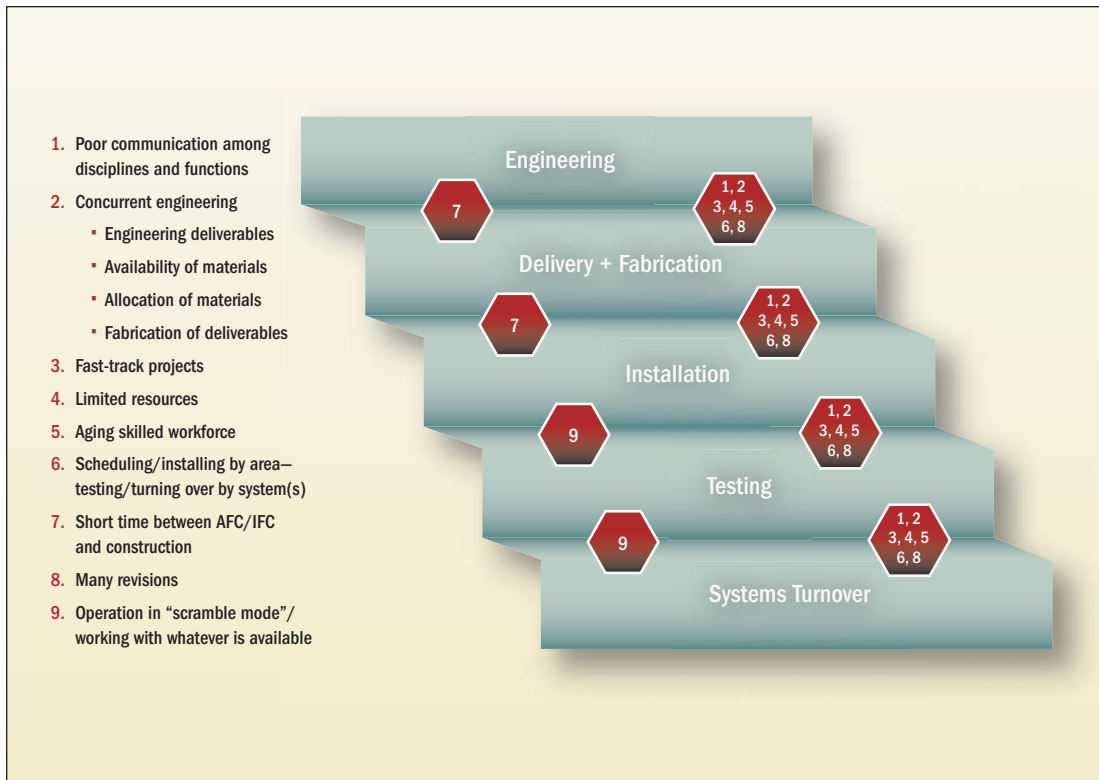 1. Poor communication among
disciplines and functions
2. Concurrent engineering
▪ Engineering deliverables
▪ Availability of materials
▪ Allocation of materials
▪ Fabrication of deliverables
3. Fast-track projects
4. Limited resources
5. Aging skilled workforce
6. Scheduling/installing by area—
testing/turning over by system(s)
7. Short time between AFC/IFC
and construction
8. Many revisions
9. Operation in “scramble mode”/
working with whatever is available
Engineering
7
1, 2
3, 4, 5
6, 8
Delivery + Fabrication
7
1, 2
3, 4, 5
6, 8
Installation
9
1, 2
3, 4, 5
6, 8
Testing
9
1, 2
3, 4, 5
6, 8
Systems Turnover